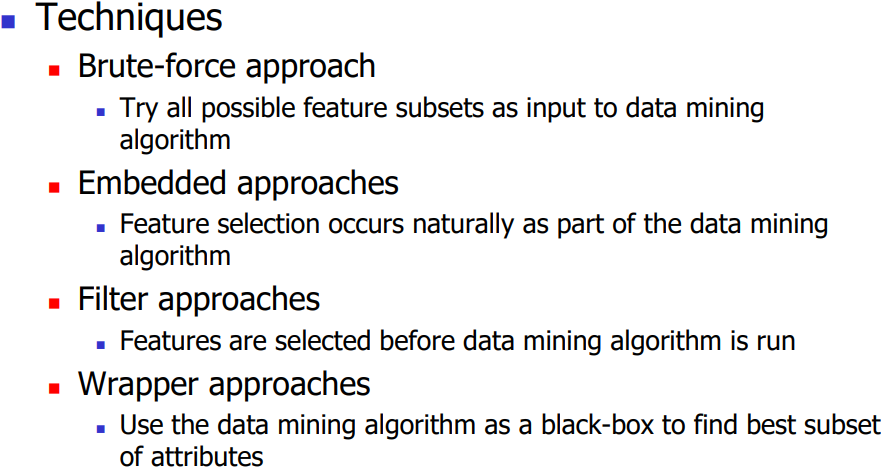 Techniques
Brute-force approach
Try all possible feature subsets as input to data mining
algorithm
Embedded approaches
Feature selection occurs naturally as part of the data mining
algorithm
Filter approaches
Features are selected before data mining algorithm is run
Wrapper approaches
Use the data mining algorithm as a black-box to find best subset
of attributes